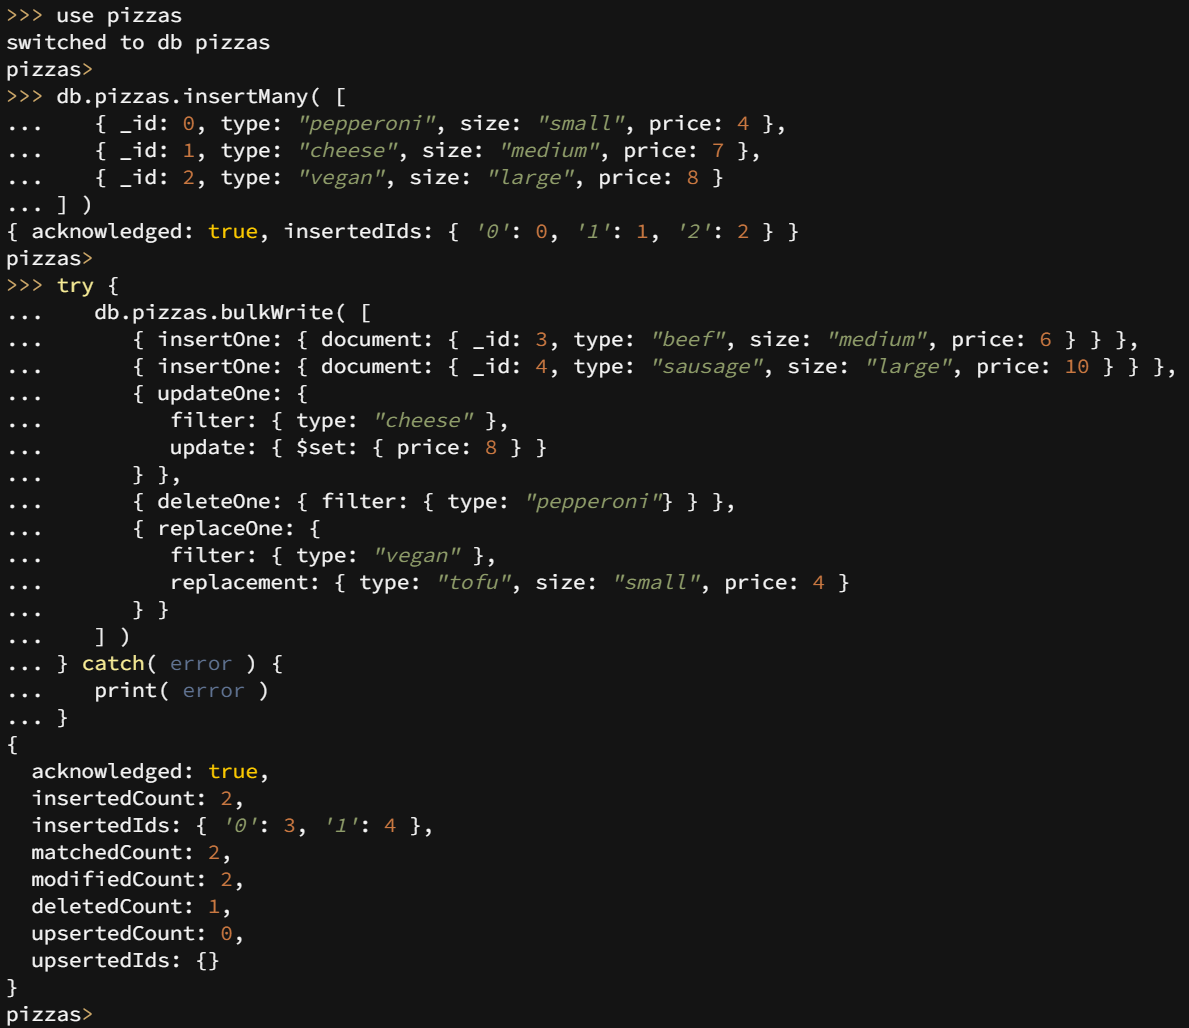 >>> use pizzas
switched to db pizzas
pizzas>
>>> db.pizzas.insertMany( [
...    { _id: 0, type: "pepperoni", size: "small", price: 4 },
...    { _id: 1, type: "cheese", size: "medium", price: 7 },
...    { _id: 2, type: "vegan", size: "large", price: 8 }
... ] )
{ acknowledged: true, insertedIds: { '0': 0, '1': 1, '2': 2 } }
pizzas>
>>> try {
...    db.pizzas.bulkWrite( [
...       { insertOne: { document: { _id: 3, type: "beef", size: "medium", price: 6 } } },
...       { insertOne: { document: { _id: 4, type: "sausage", size: "large", price: 10 } } },
...       { updateOne: {
...          filter: { type: "cheese" },
...          update: { $set: { price: 8 } }
...       } },
...       { deleteOne: { filter: { type: "pepperoni"} } },
...       { replaceOne: {
...          filter: { type: "vegan" },
...          replacement: { type: "tofu", size: "small", price: 4 }
...       } }
...    ] )
... } catch( error ) {
...    print( error )
... }
{
  acknowledged: true,
  insertedCount: 2,
  insertedIds: { '0': 3, '1': 4 },
  matchedCount: 2,
  modifiedCount: 2,
  deletedCount: 1,
  upsertedCount: 0,
  upsertedIds: {}
}
pizzas>